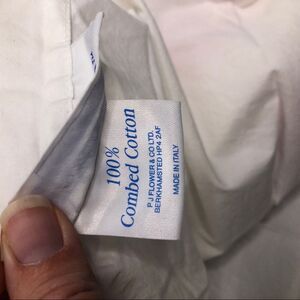 100%
Combed Cotton
P J FLOWER & CO LTD.
BERKHAMSTED HP4 2AF
MADE IN ITALY